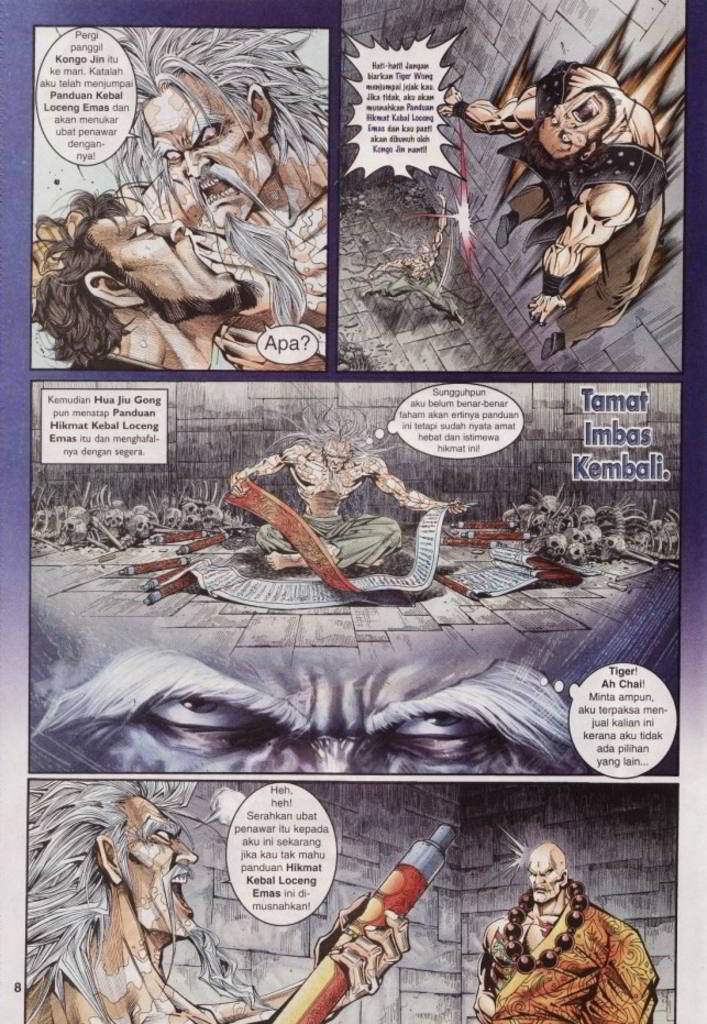 Pergi
panggil
Kongo Jin itu
ke mari. Katalah
aku telah menjumpai
Panduan Kebal
Loceng Emas dan
akan menukar
ubat penawar
dengan-
nya!
Apa?
Hati-hati! Jangan
biarkan Tiger Wong
menjumpai jejak kau.
Jika tidak, aku akan
musnahkan Panduan
Hikmat Kebal Loceng
Emas dan kau pasti
akan dibunuh oleh
Kongo Jin nanti!
Kemudian Hua Jiu Gong
pun menatap Panduan
Hikmat Kebal Loceng
Emas itu dan menghafal-
nya dengan segera.
Sungguhpun
aku belum benar-benar
faham akan ertinya panduan
ini tetapi sudah nyata amat
hebat dan istimewa
hikmat ini!
Tamat
Imbas
Kembali.
Tiger!
Ah Chai!
Minta ampun,
aku terpaksa men-
jual kalian ini
kerana aku tidak
ada pilihan
yang lain...
Heh,
heh!
Serahkan ubat
penawar itu kepada
aku ini sekarang
jika kau tak mahu
panduan Hikmat
Kebal Loceng
Emas ini di-
musnahkan!
8